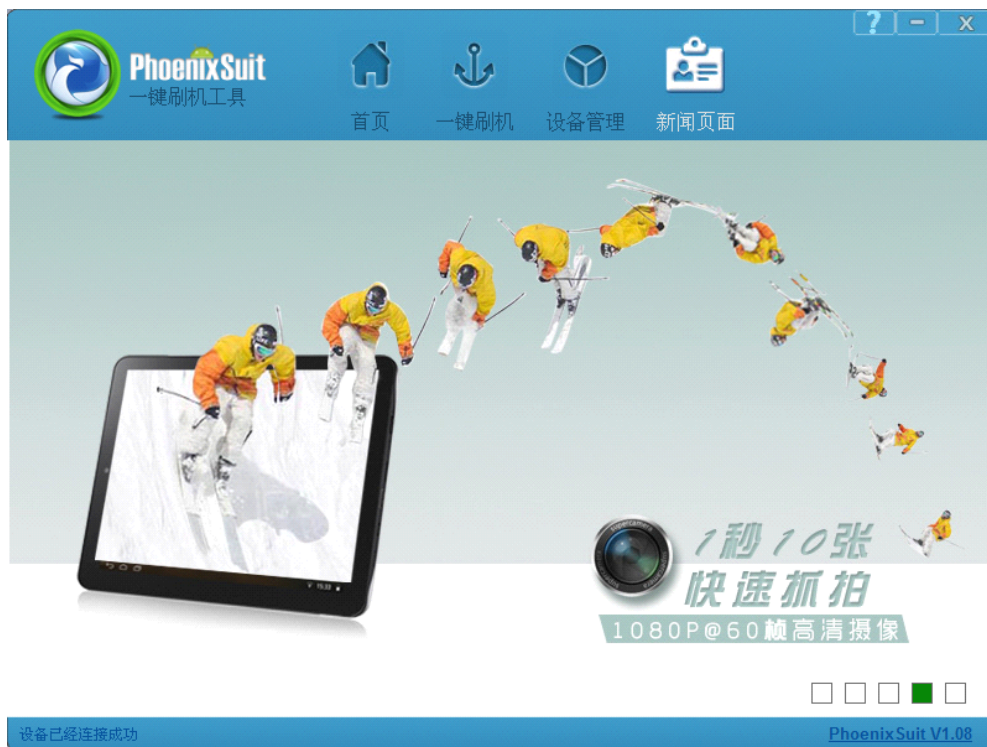 PhoenixSuit
一键刷机工具
首页
一键刷机
设备管理
新闻页面
supercamera
1秒10张
快速抓拍
1080P@60桢高清摄像
设备已经连接成功
PhoenixSuit V1.08